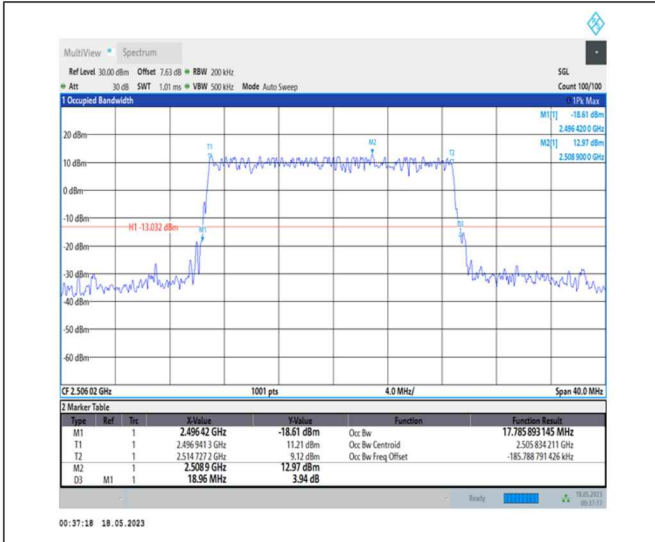 MultiView Spectrum
Ref Level 30.00 dBm Offset 7.63 dB RBW 200 kHz SGL
Att 30 dB SWT 1.01 ms VBW 500 kHz Mode Auto Sweep Count 100/100
1 Occupied Bandwidth 1Pk Max
M1[1] -18.61 dBm
2.496 420 0 GHz
M2[1] 12.97 dBm
2.508 900 0 GHz
20 dBm
T1 M2 T2
10 dBm
0 dBm
-10 dBm
H1 -13.032 dBm M1
-20 dBm
-30 dBm
-40 dBm
-50 dBm
-60 dBm
CF 2.506 02 GHz 1001 pts 4.0 MHz/ Span 40.0 MHz
2 Marker Table
Type Ref Trc X-Value Y-Value Function Function Result
M1 1 2.496 42 GHz -18.61 dBm Occ Bw 17.785 893 145 MHz
T1 1 2.496 941 3 GHz 11.21 dBm Occ Bw Centroid 2.505 834 211 GHz
T2 1 2.514 727 2 GHz 9.12 dBm Occ Bw Freq Offset -185.788 791 426 kHz
M2 1 2.508 9 GHz 12.97 dBm
D3 M1 1 18.96 MHz 3.94 dB
Ready 18.05.2023
00:37:17
00:37:18 18.05.2023